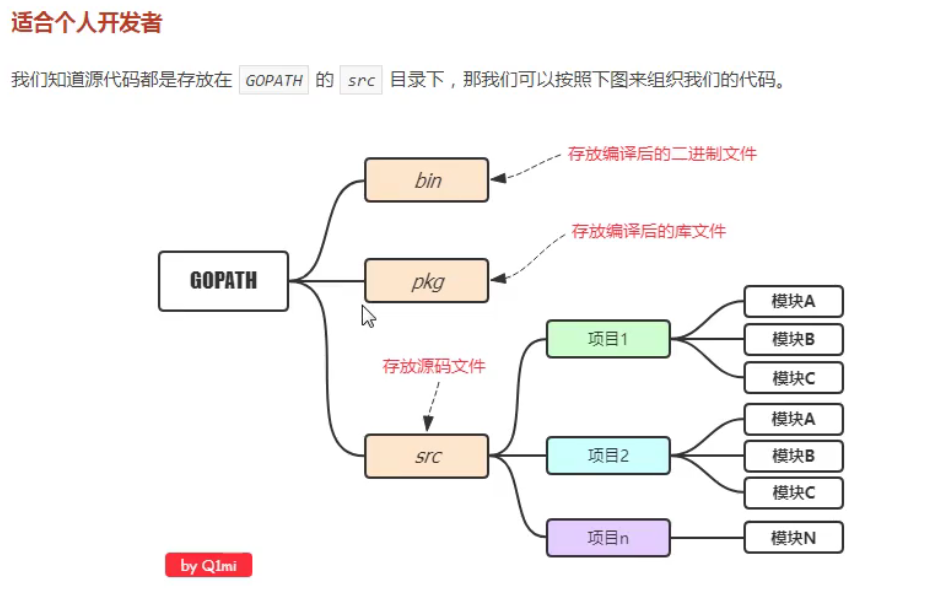 适合个人开发者
我们知道源代码都是存放在 GOPATH 的 src 目录下，那我们可以按照下图来组织我们的代码。
存放编译后的二进制文件
bin
存放编译后的库文件
GOPATH
pkg
模块A
项目1
模块B
模块C
存放源码文件
模块A
src
项目2
模块B
模块C
项目n
模块N
by Q1mi